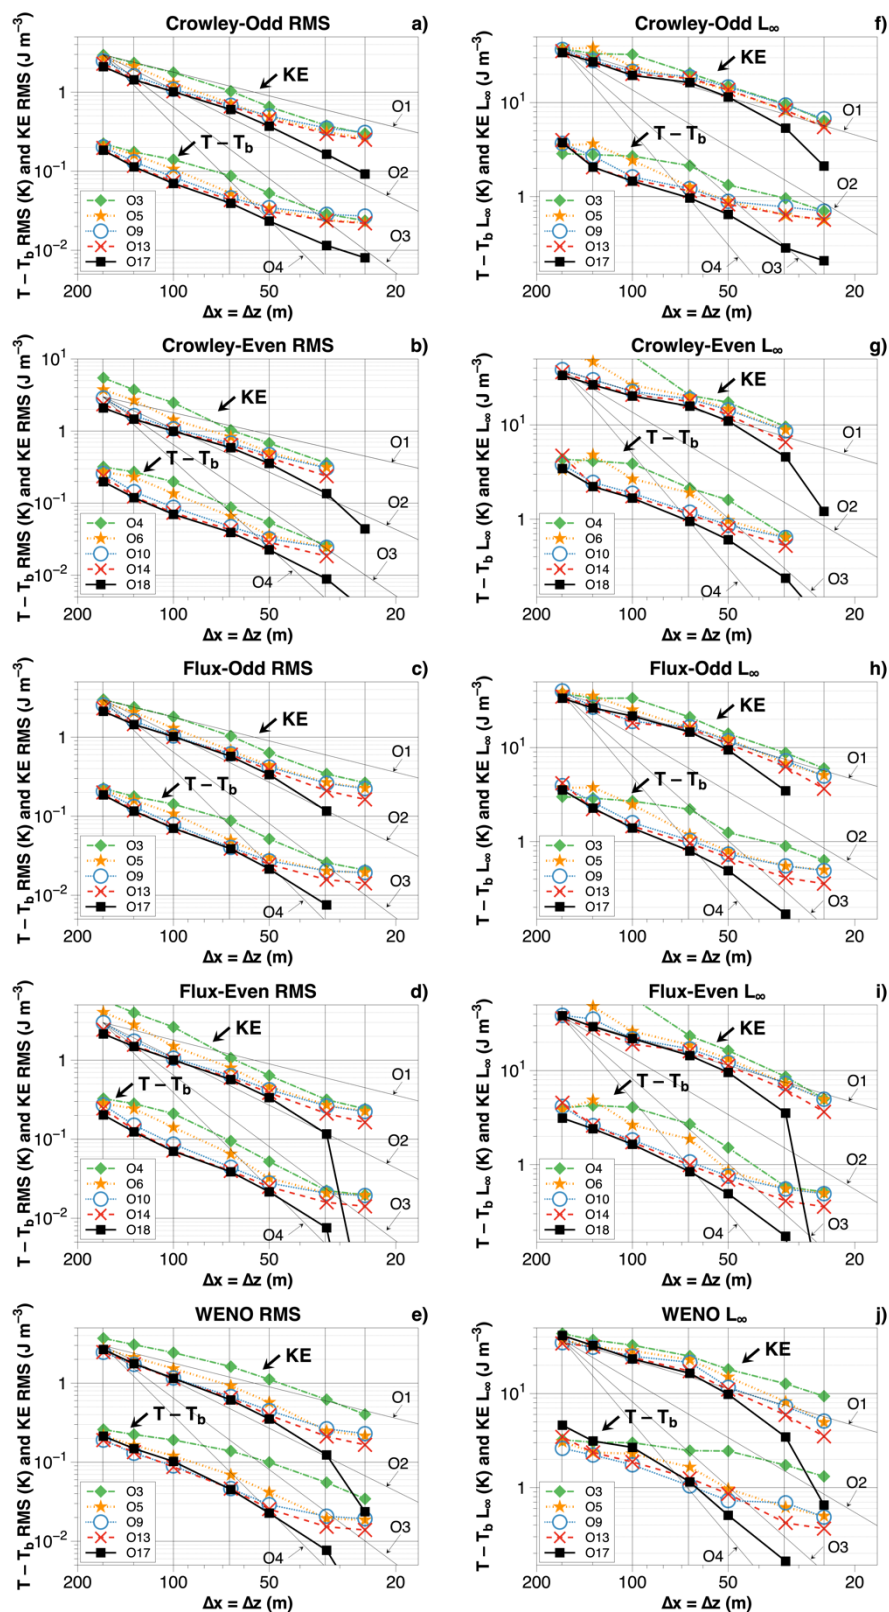 Crowley-Odd RMS a)
T − Tb RMS (K) and KE RMS (J m⁻³)
1
10⁻¹
10⁻²
KE
T − Tb
O1
O2
O3
O4
O3
O5
O9
O13
O17
200 100 50 20
Δx = Δz (m)
Crowley-Odd L∞ f)
T − Tb L∞ (K) and KE L∞ (J m⁻³)
10¹
1
KE
T − Tb
O1
O2
O4
O3
O3
O5
O9
O13
O17
200 100 50 20
Δx = Δz (m)
Crowley-Even RMS b)
T − Tb RMS (K) and KE RMS (J m⁻³)
10¹
1
10⁻¹
10⁻²
KE
T − Tb
O1
O2
O3
O4
O4
O6
O10
O14
O18
200 100 50 20
Δx = Δz (m)
Crowley-Even L∞ g)
T − Tb L∞ (K) and KE L∞ (J m⁻³)
10¹
1
KE
T − Tb
O1
O2
O3
O4
O4
O6
O10
O14
O18
200 100 50 20
Δx = Δz (m)
Flux-Odd RMS c)
T − Tb RMS (K) and KE RMS (J m⁻³)
1
10⁻¹
10⁻²
KE
T − Tb
O1
O2
O3
O4
O3
O5
O9
O13
O17
200 100 50 20
Δx = Δz (m)
Flux-Odd L∞ h)
T − Tb L∞ (K) and KE L∞ (J m⁻³)
10¹
1
KE
T − Tb
O1
O2
O3
O4
O3
O5
O9
O13
O17
200 100 50 20
Δx = Δz (m)
Flux-Even RMS d)
T − Tb RMS (K) and KE RMS (J m⁻³)
1
10⁻¹
10⁻²
KE
T − Tb
O1
O2
O3
O4
O4
O6
O10
O14
O18
200 100 50 20
Δx = Δz (m)
Flux-Even L∞ i)
T − Tb L∞ (K) and KE L∞ (J m⁻³)
10¹
1
KE
T − Tb
O1
O2
O3
O4
O4
O6
O10
O14
O18
200 100 50 20
Δx = Δz (m)
WENO RMS e)
T − Tb RMS (K) and KE RMS (J m⁻³)
1
10⁻¹
10⁻²
KE
T − Tb
O1
O2
O3
O4
O3
O5
O9
O13
O17
200 100 50 20
Δx = Δz (m)
WENO L∞ j)
T − Tb L∞ (K) and KE L∞ (J m⁻³)
10¹
1
KE
T − Tb
O1
O2
O3
O4
O3
O5
O9
O13
O17
200 100 50 20
Δx = Δz (m)